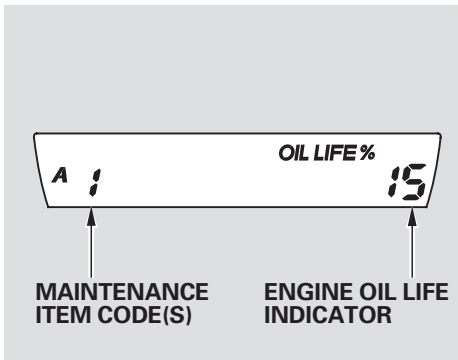 OIL LIFE %
A 1 15
MAINTENANCE
ITEM CODE(S)
ENGINE OIL LIFE
INDICATOR